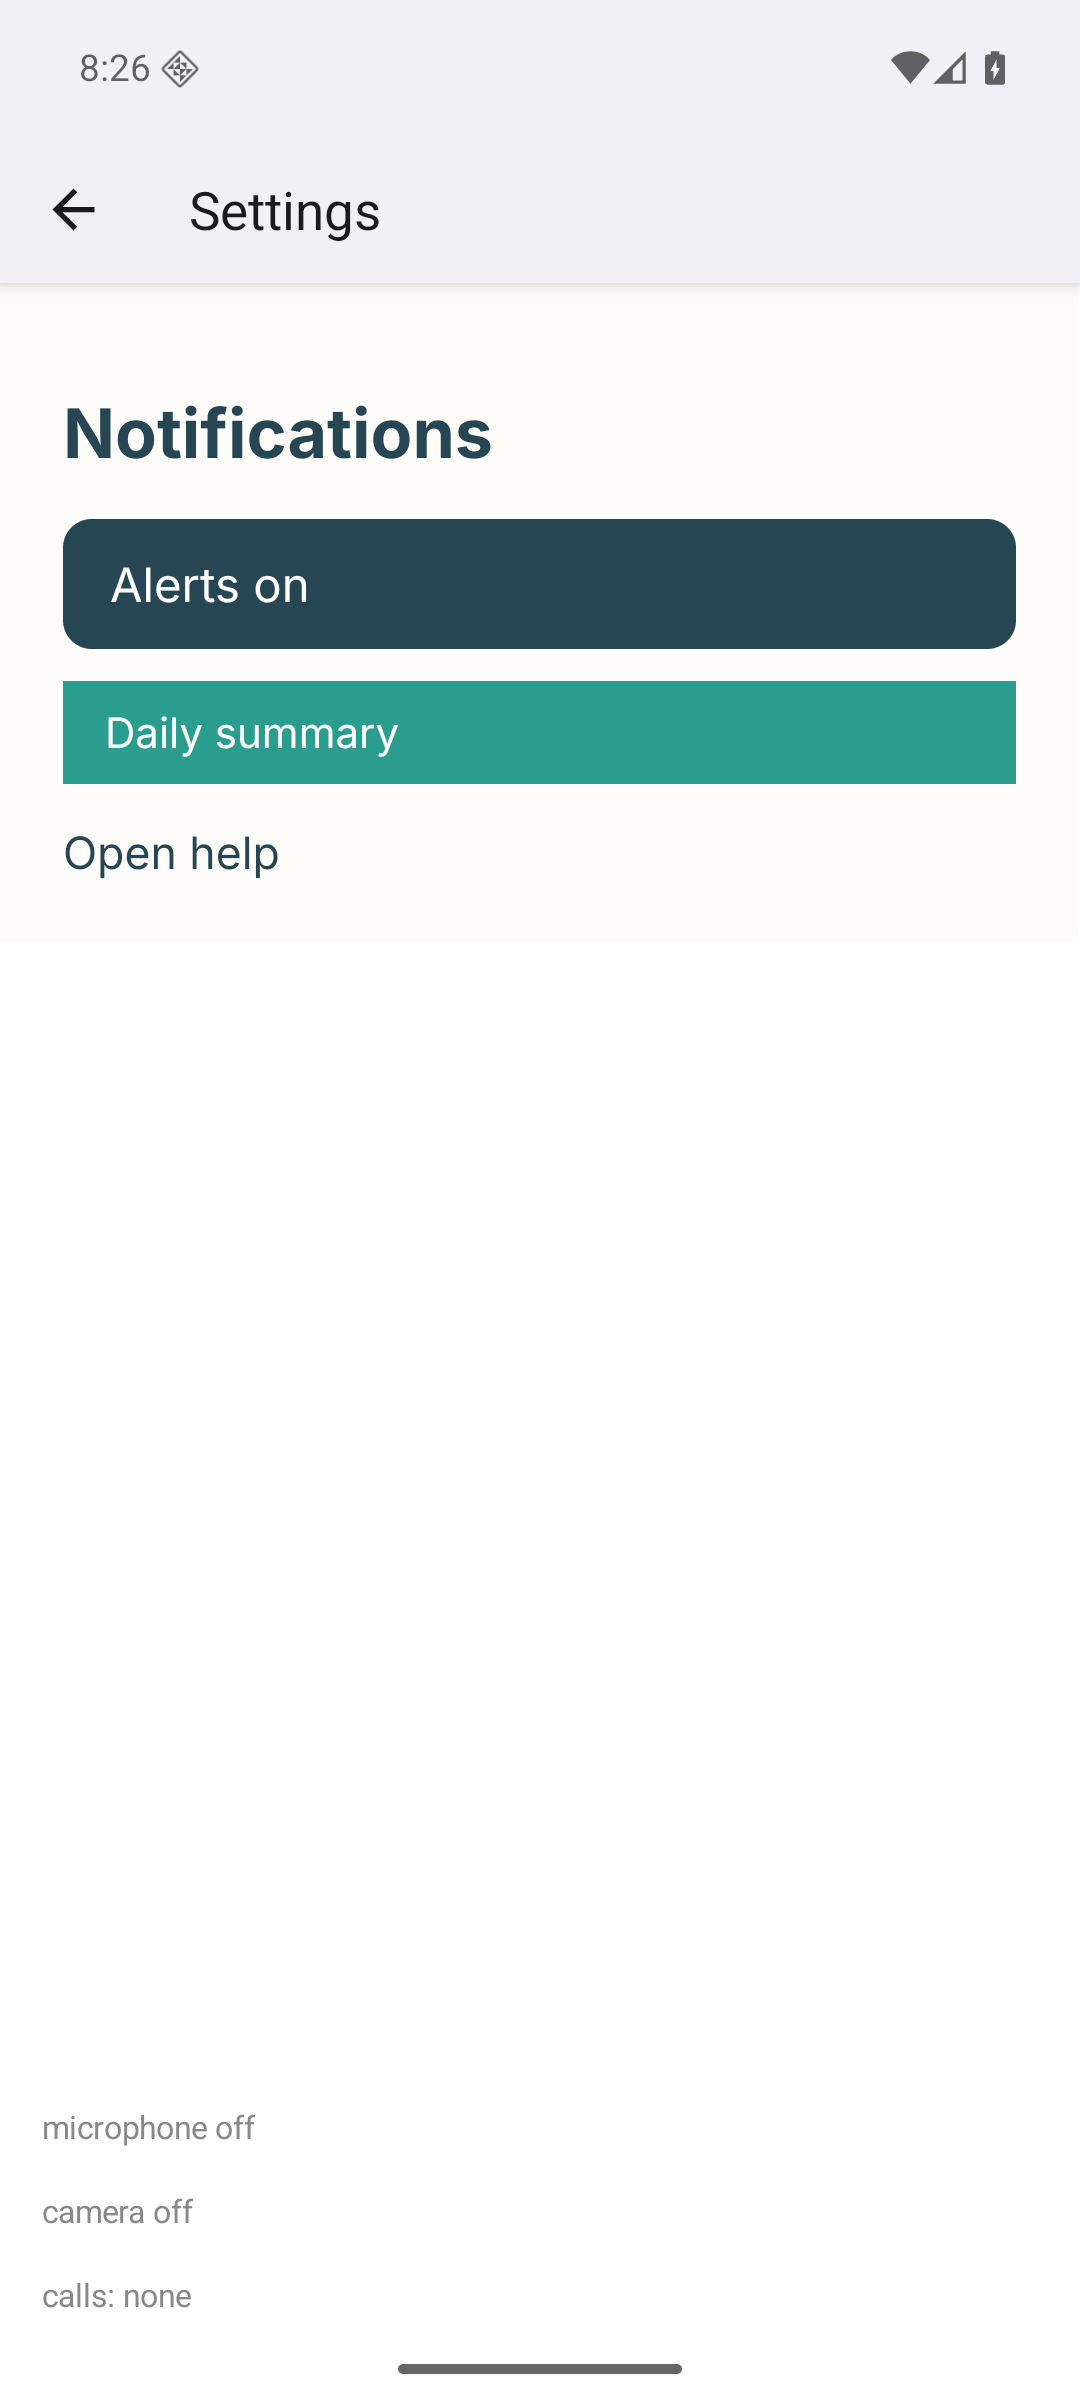 8:26
Settings
Notifications
Alerts on
Daily summary
Open help
microphone off
camera off
calls: none